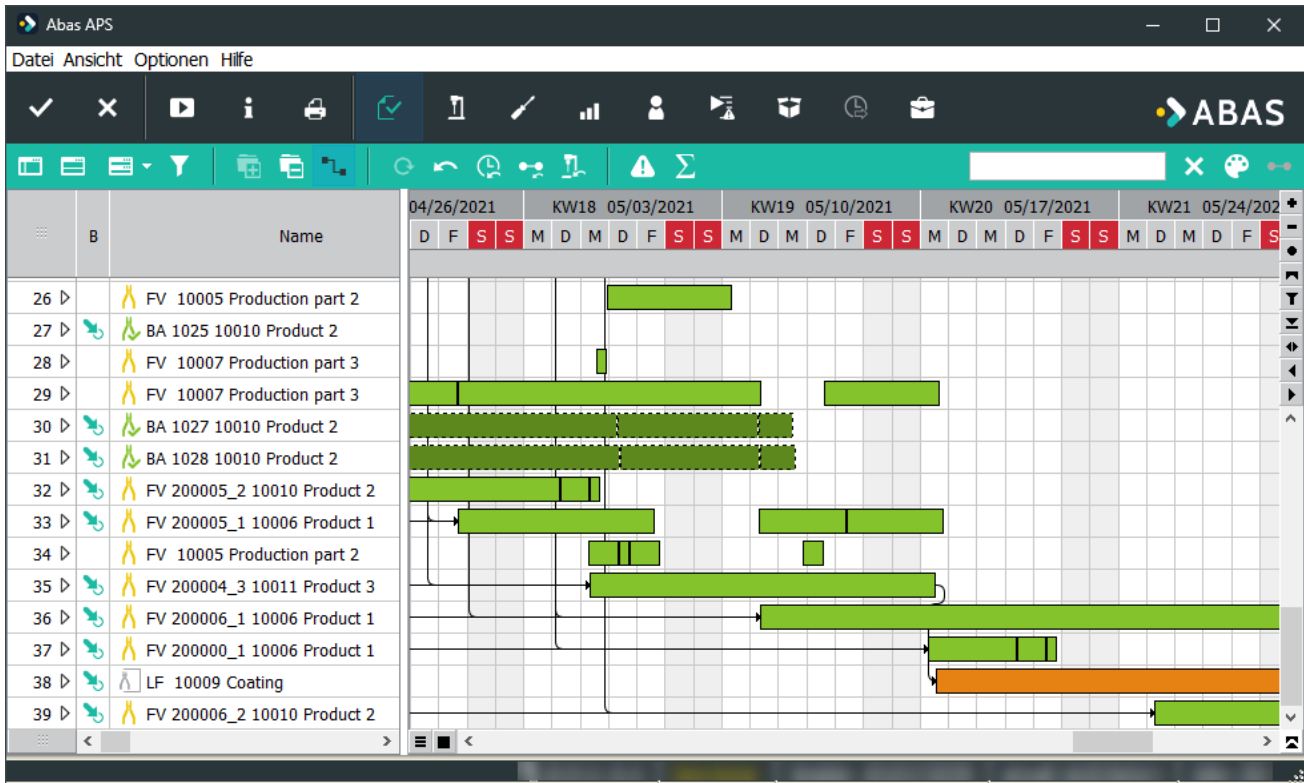 Abas APS
Datei Ansicht Optionen Hilfe
ABAS
04/26/2021 KW18 05/03/2021 KW19 05/10/2021 KW20 05/17/2021 KW21 05/24/202
B Name D F S S M D M D F S S M D M D F S S M D M D F S S M D M D F S
26 FV 10005 Production part 2
27 BA 1025 10010 Product 2
28 FV 10007 Production part 3
29 FV 10007 Production part 3
30 BA 1027 10010 Product 2
31 BA 1028 10010 Product 2
32 FV 200005_2 10010 Product 2
33 FV 200005_1 10006 Product 1
34 FV 10005 Production part 2
35 FV 200004_3 10011 Product 3
36 FV 200006_1 10006 Product 1
37 FV 200000_1 10006 Product 1
38 LF 10009 Coating
39 FV 200006_2 10010 Product 2